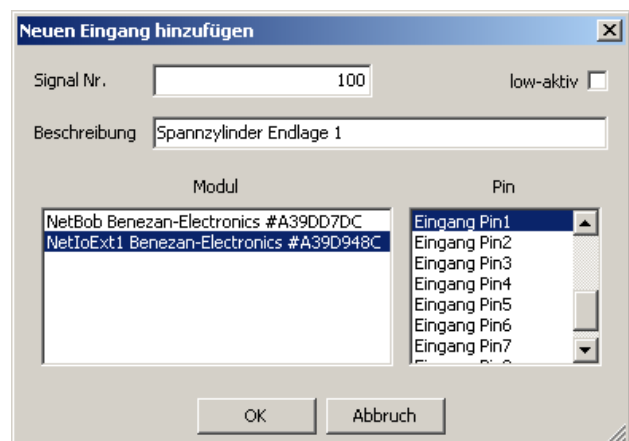 Neuen Eingang hinzufügen
Signal Nr. 100 low-aktiv
Beschreibung Spannzylinder Endlage 1
Modul Pin
NetBob Benezan-Electronics #A39DD7DC
NetIoExt1 Benezan-Electronics #A39D948C
Eingang Pin1
Eingang Pin2
Eingang Pin3
Eingang Pin4
Eingang Pin5
Eingang Pin6
Eingang Pin7
OK Abbruch